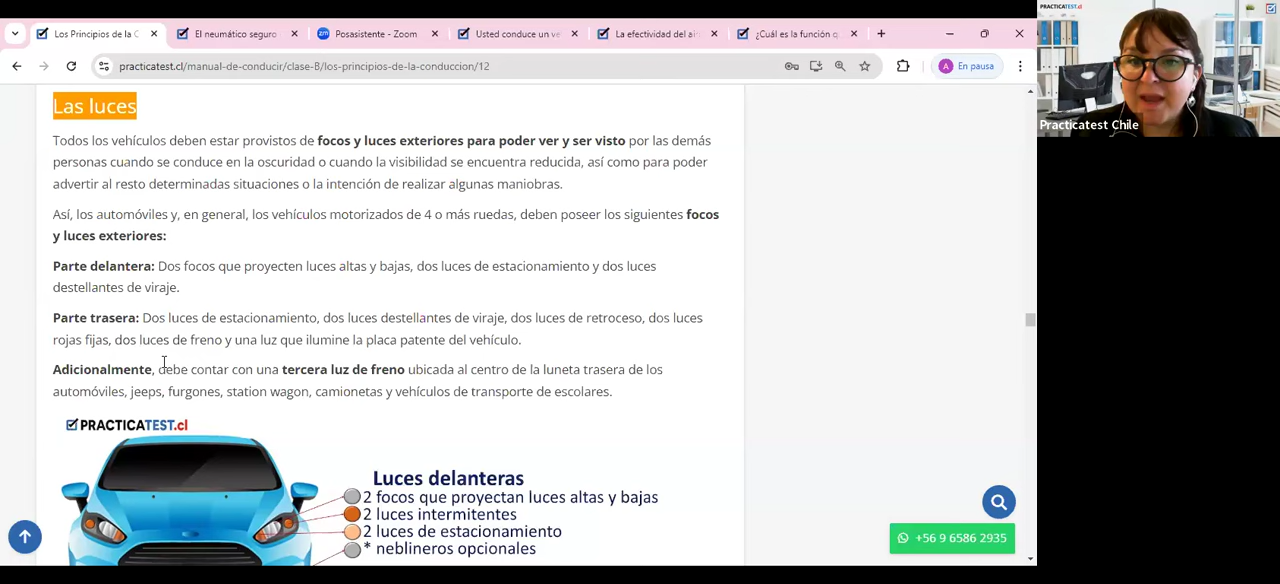 Los Principios de la C
El neumático seguro
Posasistente - Zoom
Usted conduce un ve
La efectividad del air
¿Cuál es la función q
practicatest.cl/manual-de-conducir/clase-B/los-principios-de-la-conduccion/12
A
En pausa
PRACTICATEST.cl
Practicatest Chile
Las luces
Todos los vehículos deben estar provistos de focos y luces exteriores para poder ver y ser visto por las demás
personas cuando se conduce en la oscuridad o cuando la visibilidad se encuentra reducida, así como para poder
advertir al resto determinadas situaciones o la intención de realizar algunas maniobras.
Así, los automóviles y, en general, los vehículos motorizados de 4 o más ruedas, deben poseer los siguientes focos
y luces exteriores:
Parte delantera: Dos focos que proyecten luces altas y bajas, dos luces de estacionamiento y dos luces
destellantes de viraje.
Parte trasera: Dos luces de estacionamiento, dos luces destellantes de viraje, dos luces de retroceso, dos luces
rojas fijas, dos luces de freno y una luz que ilumine la placa patente del vehículo.
Adicionalmente, debe contar con una tercera luz de freno ubicada al centro de la luneta trasera de los
automóviles, jeeps, furgones, station wagon, camionetas y vehículos de transporte de escolares.
PRACTICATEST.cl
Luces delanteras
2 focos que proyectan luces altas y bajas
2 luces intermitentes
2 luces de estacionamiento
* neblineros opcionales
+56 9 6586 2935